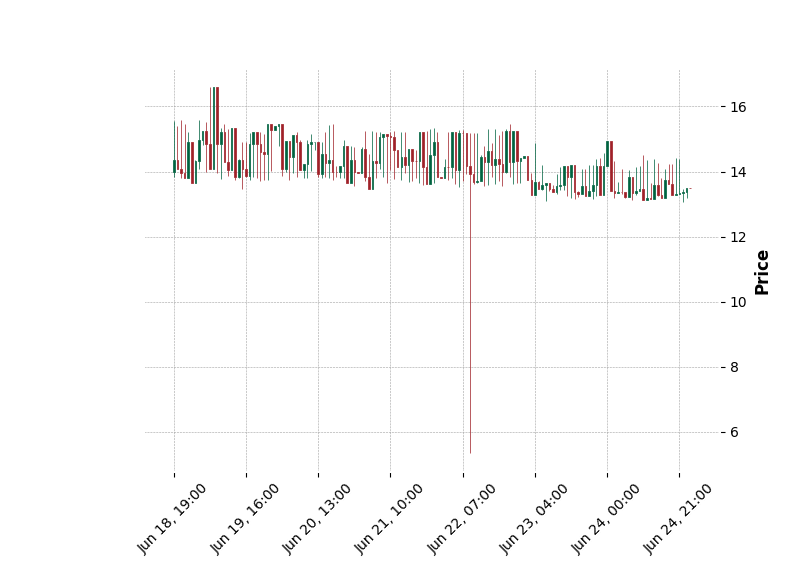 16
14
12
10
8
6
Price
Jun 18, 19:00
Jun 19, 16:00
Jun 20, 13:00
Jun 21, 10:00
Jun 22, 07:00
Jun 23, 04:00
Jun 24, 00:00
Jun 24, 21:00